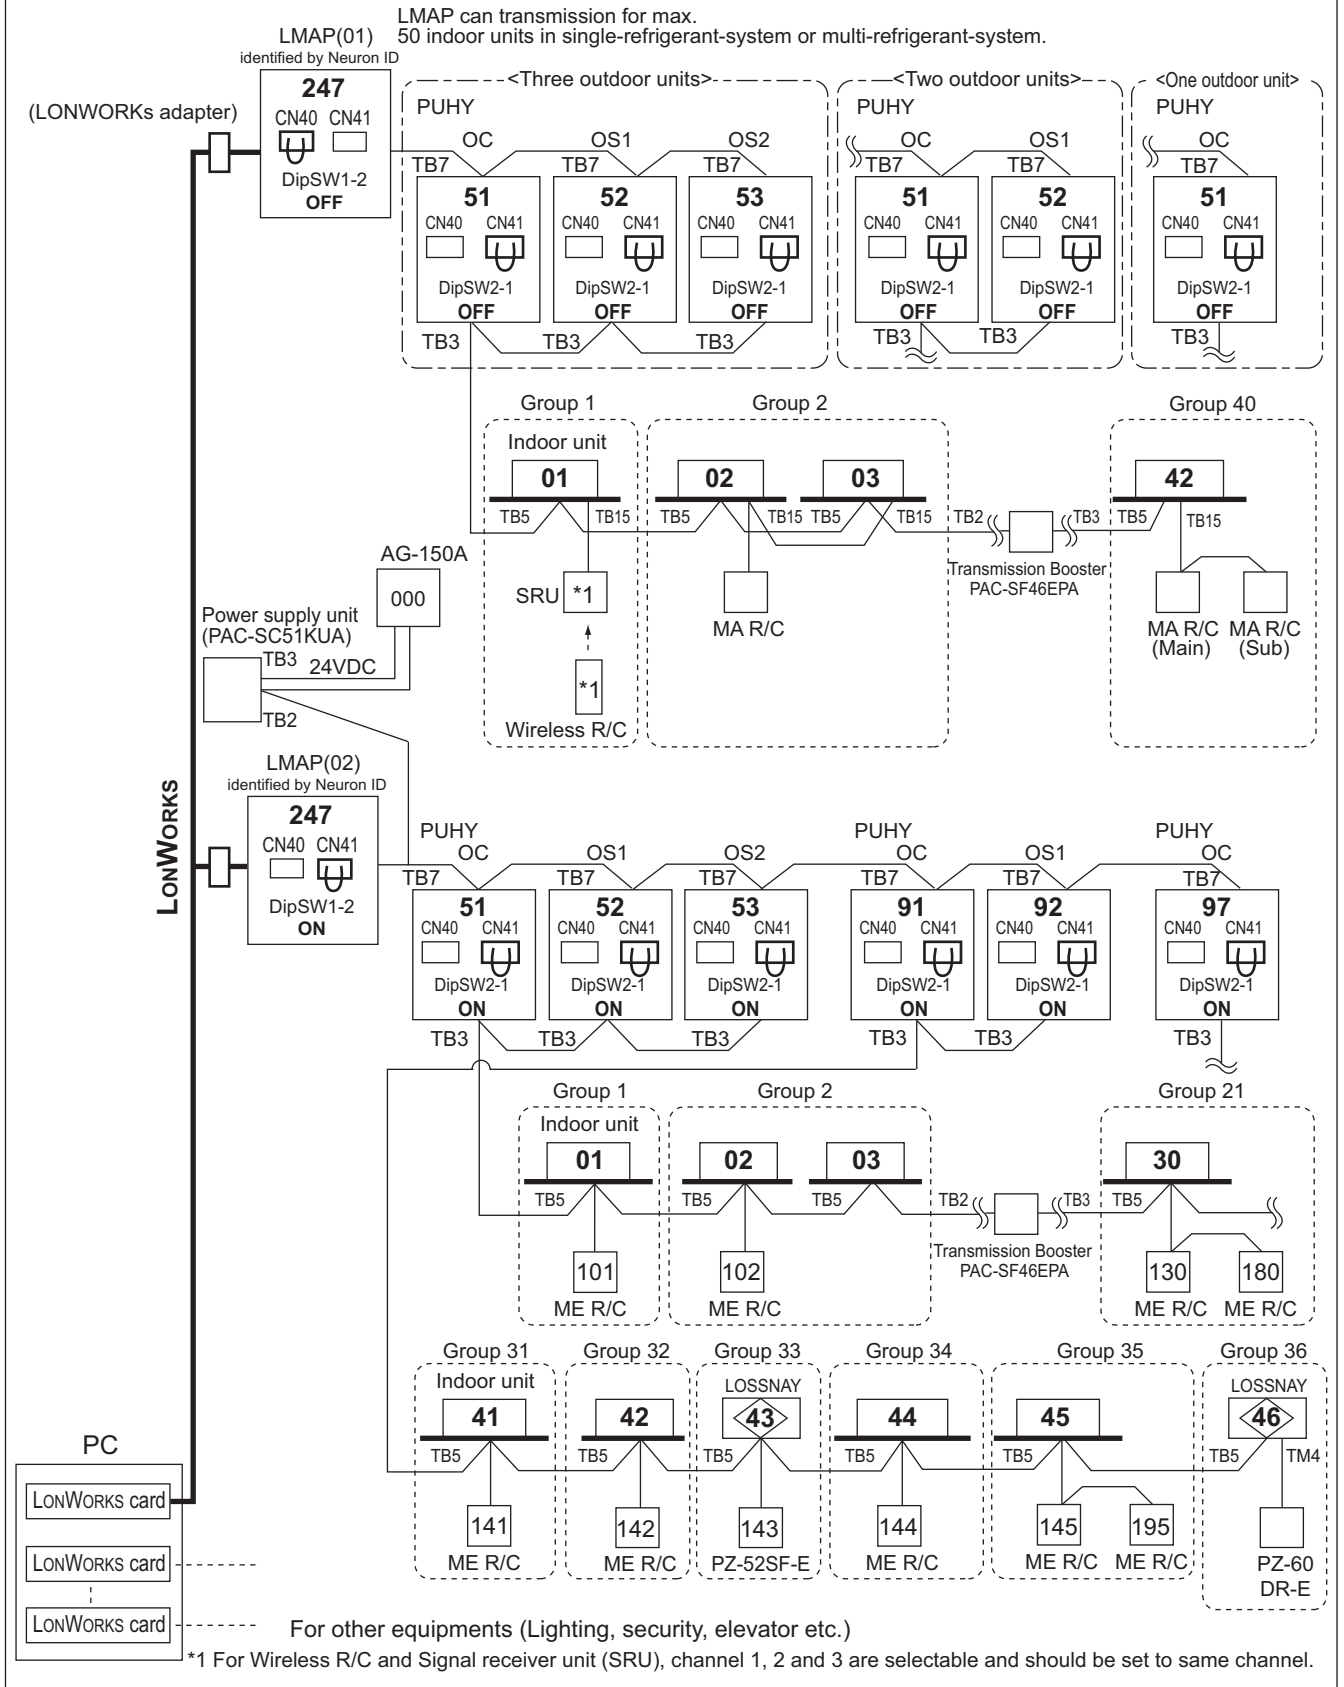 LMAP can transmission for max.
50 indoor units in single-refrigerant-system or multi-refrigerant-system.
LMAP(01)
identified by Neuron ID
247
CN40 CN41
DipSW1-2
OFF
(LONWORKs adapter)
<Three outdoor units>
PUHY
OC OS1 OS2
TB7 TB7 TB7
51 52 53
CN40 CN41 CN40 CN41 CN40 CN41
DipSW2-1 DipSW2-1 DipSW2-1
OFF OFF OFF
TB3 TB3 TB3
<Two outdoor units>
PUHY
OC OS1
TB7 TB7
51 52
CN40 CN41 CN40 CN41
DipSW2-1 DipSW2-1
OFF OFF
TB3 TB3
<One outdoor unit>
PUHY
OC
TB7
51
CN40 CN41
DipSW2-1
OFF
TB3
Group 1
Indoor unit
01
TB5 TB15
SRU *1
*1
Wireless R/C
Group 2
02 03
TB5 TB15 TB5 TB15
MA R/C
TB2 TB3
Transmission Booster
PAC-SF46EPA
Group 40
42
TB5 TB15
MA R/C MA R/C
(Main) (Sub)
AG-150A
000
Power supply unit
(PAC-SC51KUA)
TB3 24VDC
TB2
LONWORKS
LMAP(02)
identified by Neuron ID
247
CN40 CN41
DipSW1-2
ON
PUHY PUHY PUHY
OC OS1 OS2 OC OS1 OC
TB7 TB7 TB7 TB7 TB7 TB7
51 52 53 91 92 97
CN40 CN41 CN40 CN41 CN40 CN41 CN40 CN41 CN40 CN41 CN40 CN41
DipSW2-1 DipSW2-1 DipSW2-1 DipSW2-1 DipSW2-1 DipSW2-1
ON ON ON ON ON ON
TB3 TB3 TB3 TB3 TB3 TB3
Group 1
Indoor unit
01
TB5
101
ME R/C
Group 2
02 03
TB5 TB5
102
ME R/C
TB2 TB3
Transmission Booster
PAC-SF46EPA
Group 21
30
TB5
130 180
ME R/C ME R/C
Group 31
Indoor unit
41
TB5
141
ME R/C
Group 32
42
TB5
142
ME R/C
Group 33
LOSSNAY
43
TB5
143
PZ-52SF-E
Group 34
44
TB5
144
ME R/C
Group 35
45
TB5
145 195
ME R/C ME R/C
Group 36
LOSSNAY
46
TB5 TM4
PZ-60
DR-E
PC
LONWORKS card
LONWORKS card
LONWORKS card
For other equipments (Lighting, security, elevator etc.)
*1 For Wireless R/C and Signal receiver unit (SRU), channel 1, 2 and 3 are selectable and should be set to same channel.